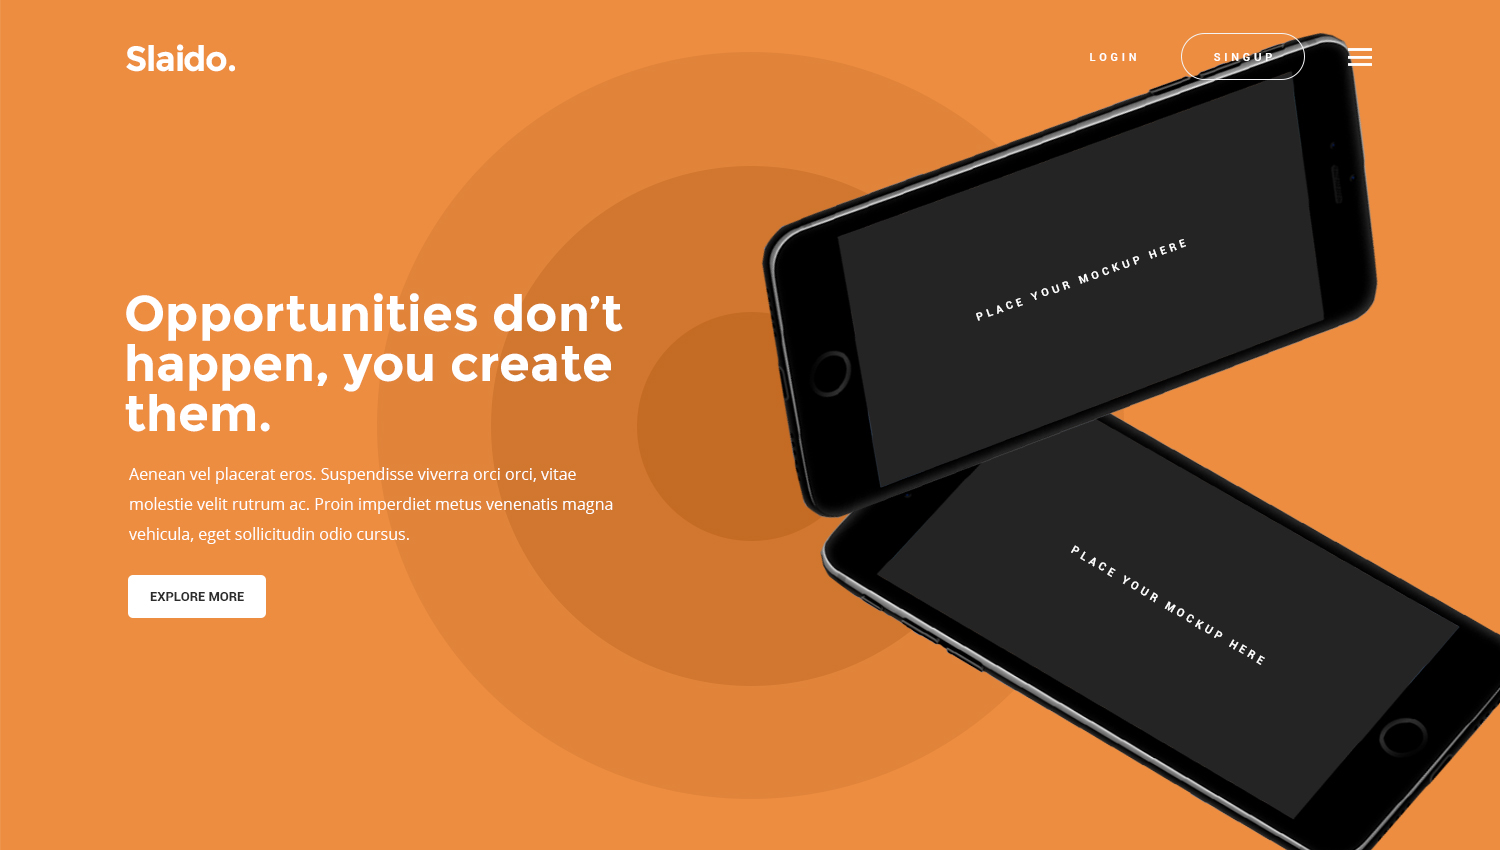 Slaido.
LOGIN
SINGUP
Opportunities don’t
happen, you create
them.
Aenean vel placerat eros. Suspendisse viverra orci orci, vitae
molestie velit rutrum ac. Proin imperdiet metus venenatis magna
vehicula, eget sollicitudin odio cursus.
EXPLORE MORE
PLACE YOUR MOCKUP HERE
PLACE YOUR MOCKUP HERE